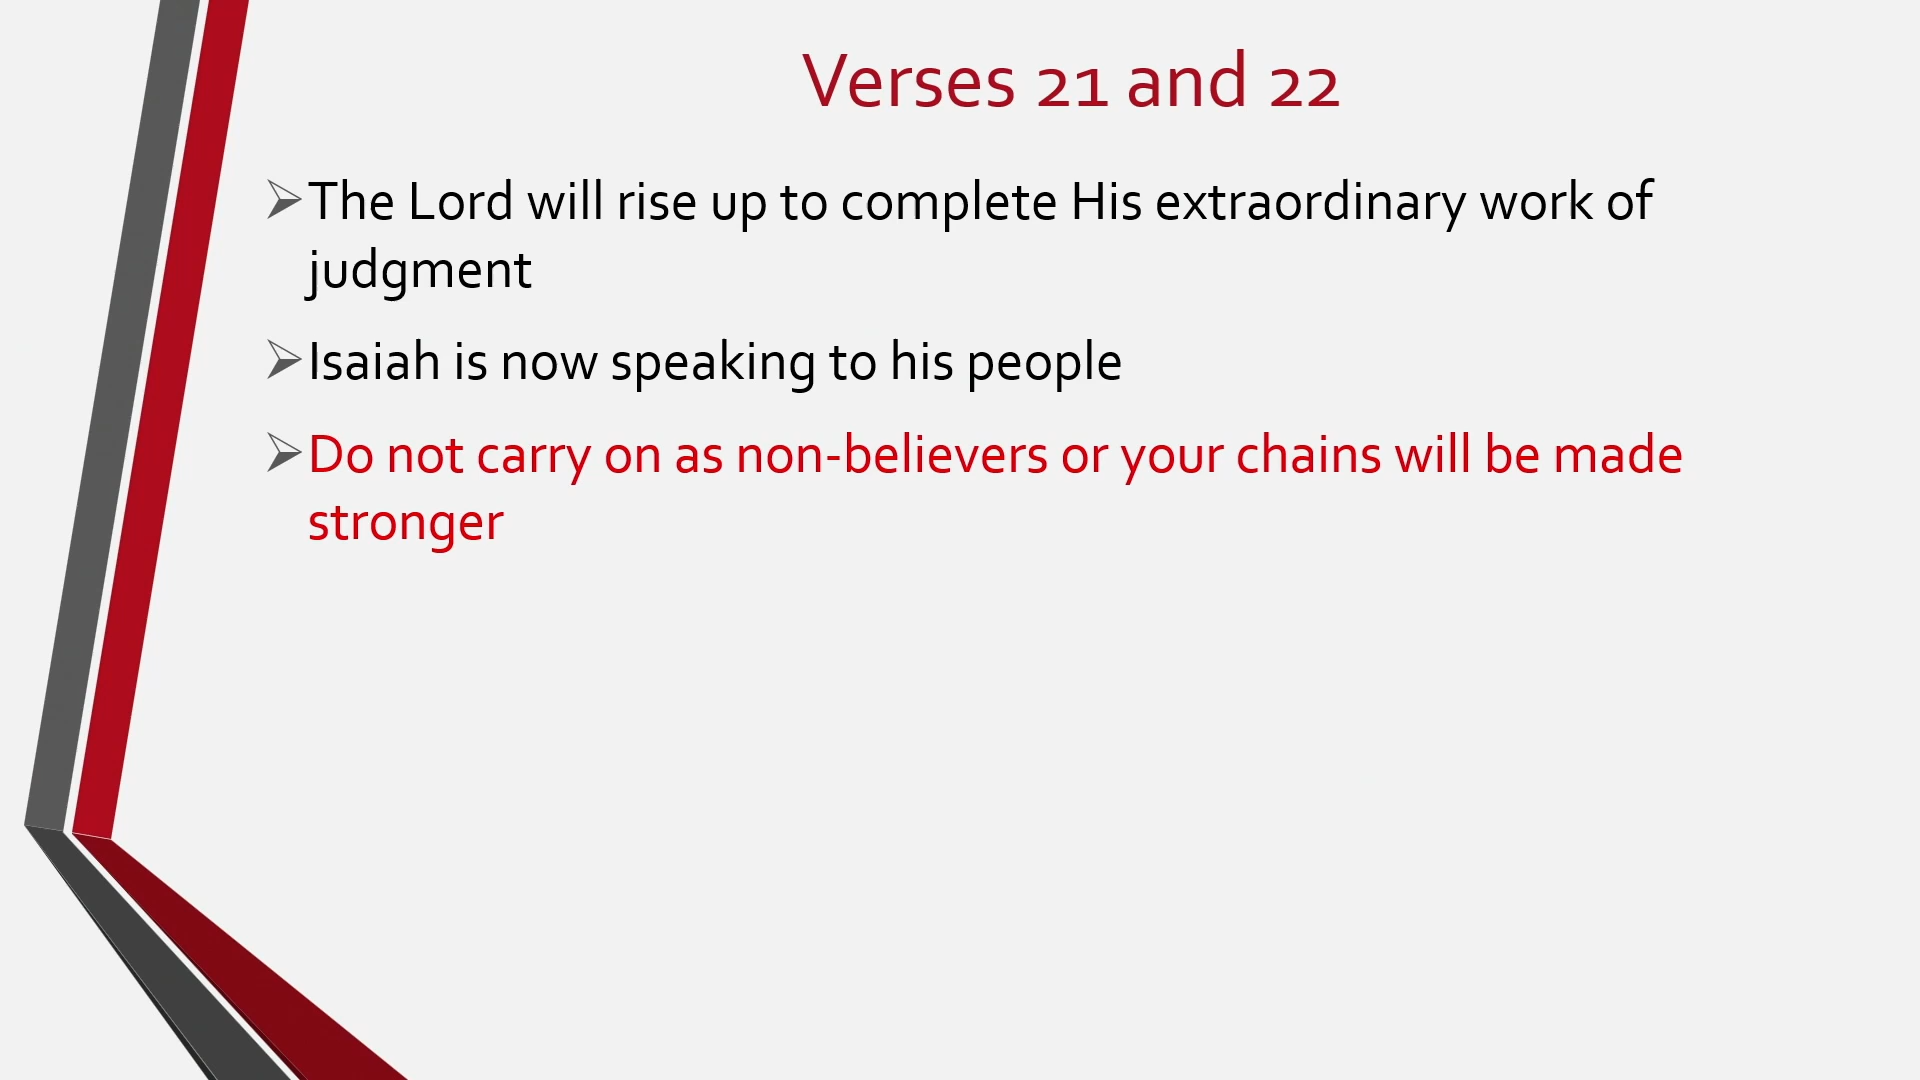 Verses 21 and 22
The Lord will rise up to complete His extraordinary work of
judgment
Isaiah is now speaking to his people
Do not carry on as non-believers or your chains will be made
stronger